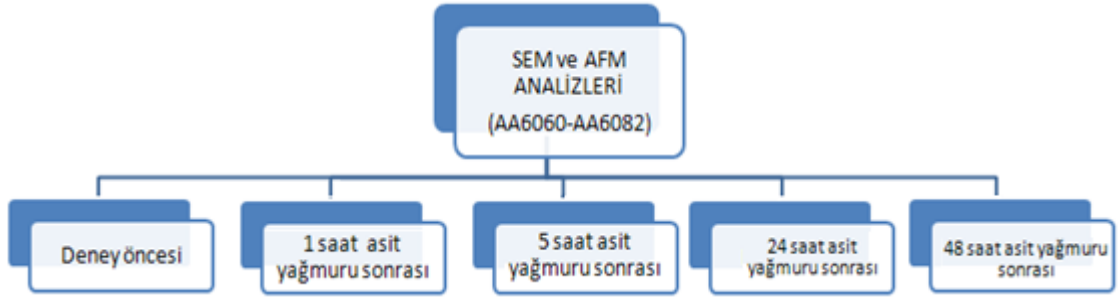 SEM ve AFM
ANALİZLERİ
(AA6060-AA6082)
Deney öncesi
1 saat asit
yağmuru sonrası
5 saat asit
yağmuru sonrası
24 saat asit
yağmuru sonrası
48 saat asit yağmuru
sonrası